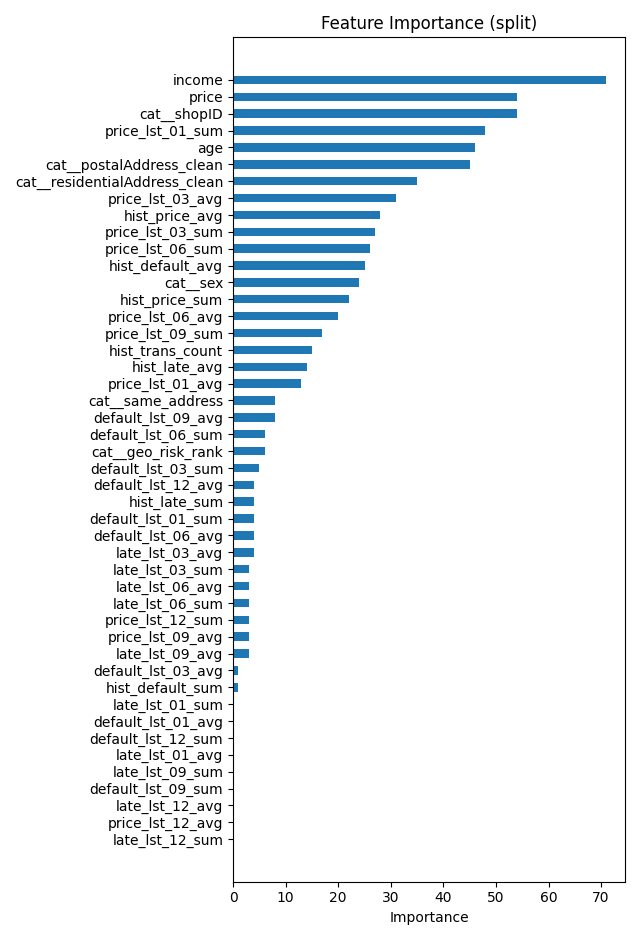 Feature Importance (split)
income
price
cat__shopID
price_lst_01_sum
age
cat__postalAddress_clean
cat__residentialAddress_clean
price_lst_03_avg
hist_price_avg
price_lst_03_sum
price_lst_06_sum
hist_default_avg
cat__sex
hist_price_sum
price_lst_06_avg
price_lst_09_sum
hist_trans_count
hist_late_avg
price_lst_01_avg
cat__same_address
default_lst_09_avg
default_lst_06_sum
cat__geo_risk_rank
default_lst_03_sum
default_lst_12_avg
hist_late_sum
default_lst_01_sum
default_lst_06_avg
late_lst_03_avg
late_lst_03_sum
late_lst_06_avg
late_lst_06_sum
price_lst_12_sum
price_lst_09_avg
late_lst_09_avg
default_lst_03_avg
hist_default_sum
late_lst_01_sum
default_lst_01_avg
default_lst_12_sum
late_lst_01_avg
late_lst_09_sum
default_lst_09_sum
late_lst_12_avg
price_lst_12_avg
late_lst_12_sum
0 10 20 30 40 50 60 70
Importance